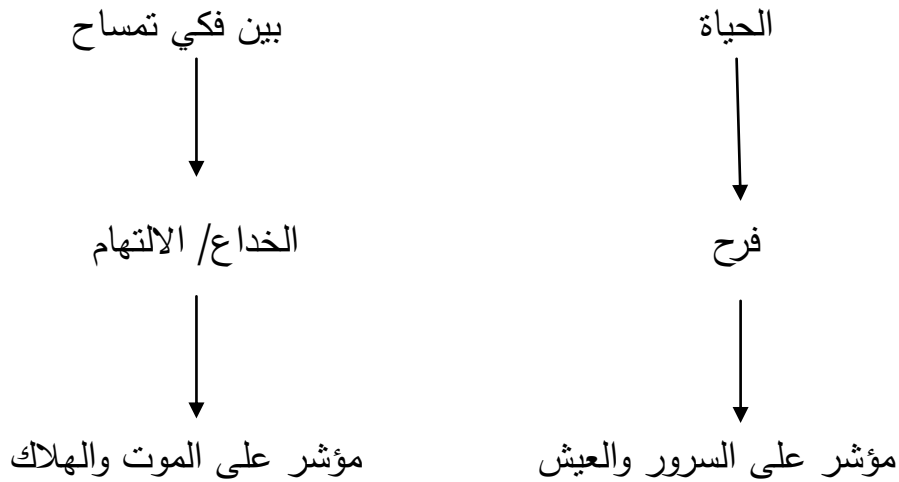 الحياة
بين فكي تمساح
فرح
الخداع/ الالتهام
مؤشر على السرور والعيش
مؤشر على الموت والهلاك